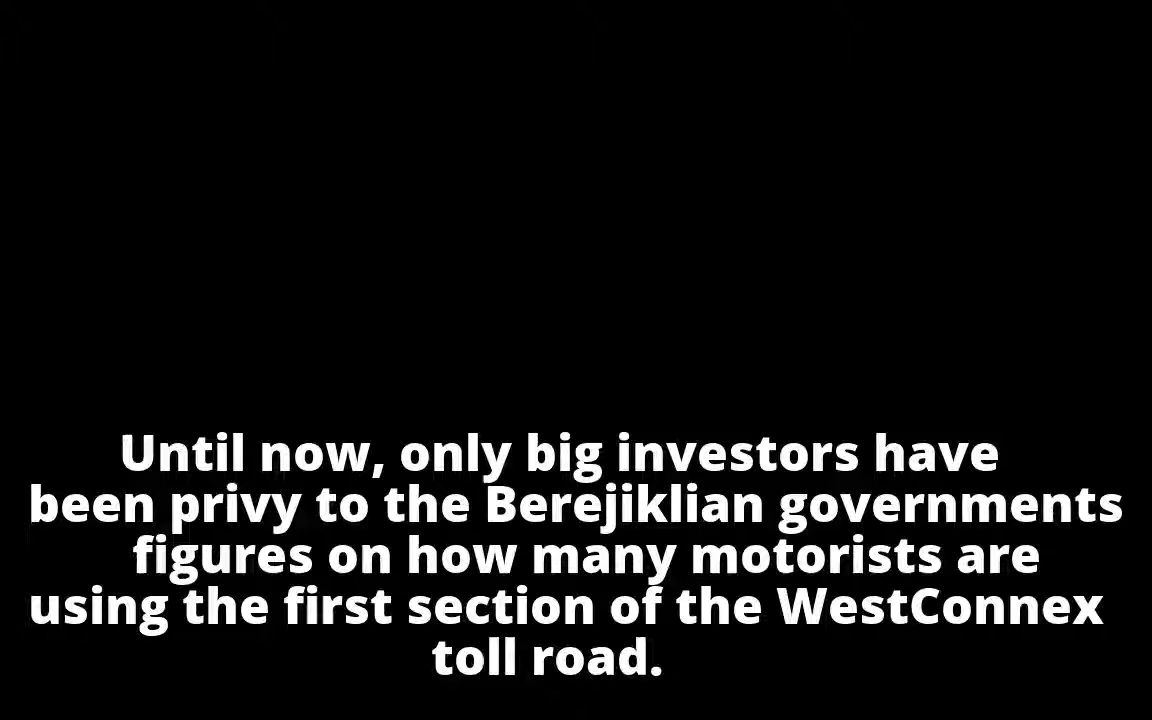 Until now, only big investors have
been privy to the Berejiklian governments
figures on how many motorists are
using the first section of the WestConnex
toll road.